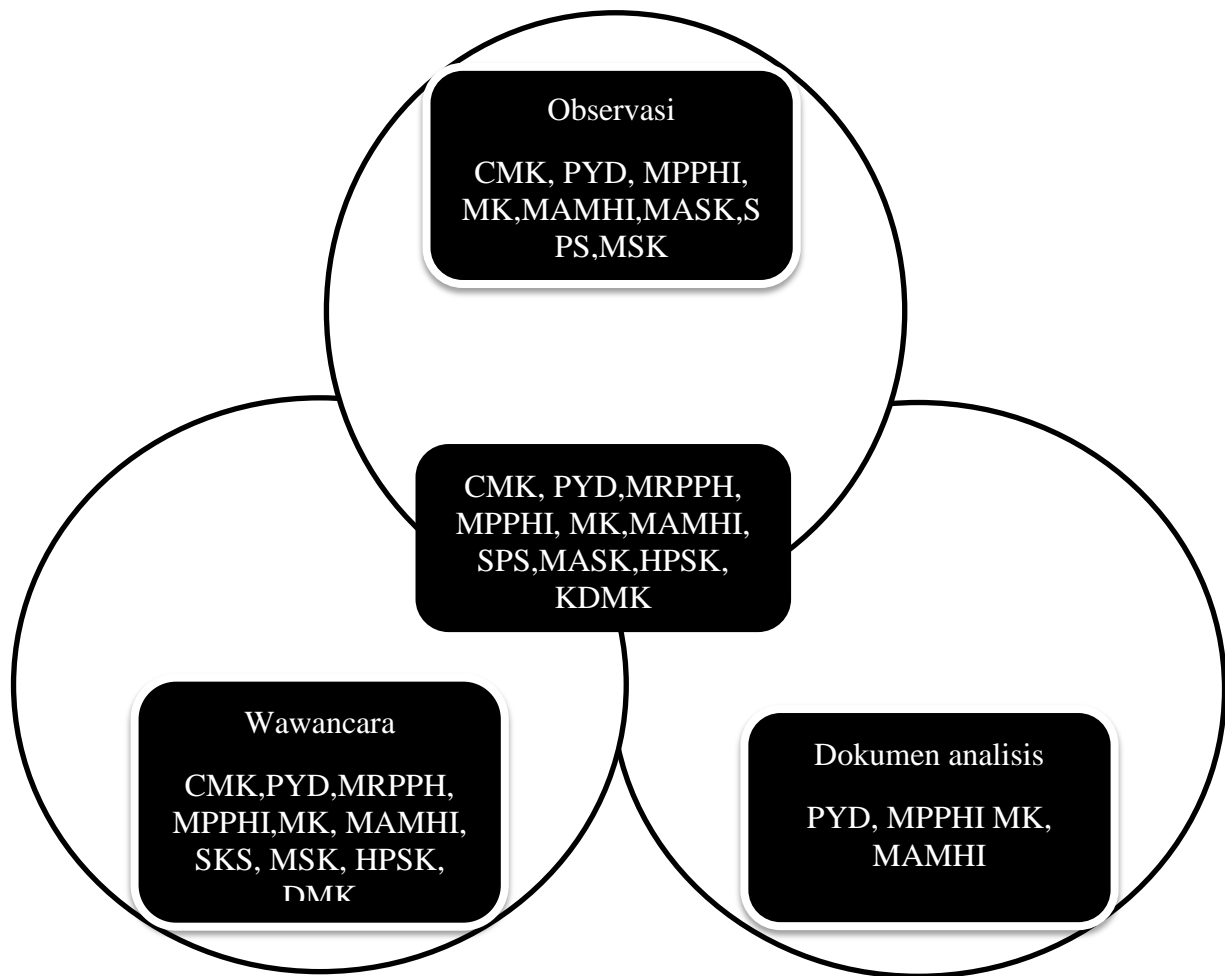 Observasi
CMK, PYD, MPPHI,
MK,MAMHI,MASK,S
PS,MSK
CMK, PYD,MRPPH,
MPPHI, MK,MAMHI,
SPS,MASK,HPSK,
KDMK
Wawancara
CMK,PYD,MRPPH,
MPPHI,MK, MAMHI,
SKS, MSK, HPSK,
DMK
Dokumen analisis
PYD, MPPHI MK,
MAMHI